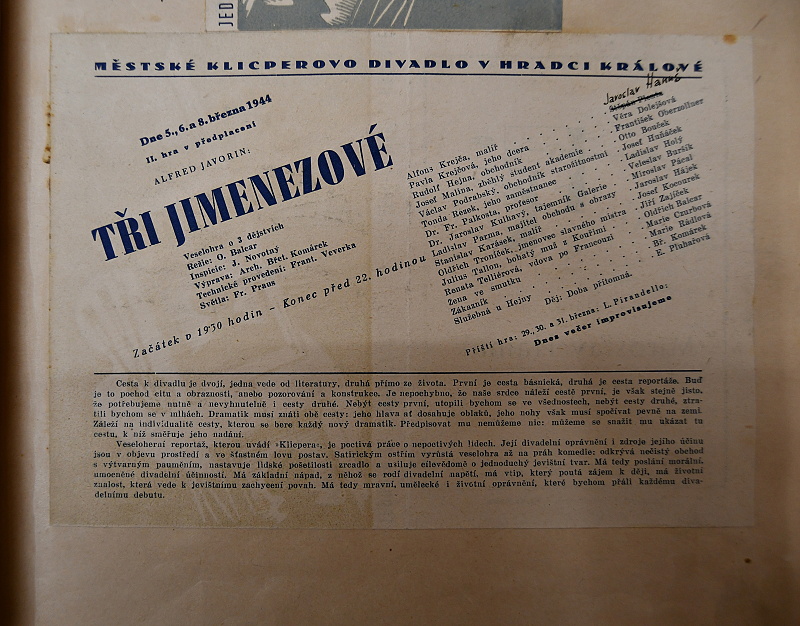 JED
MĚSTSKÉ KLICPEROVO DIVADLO V HRADCI KRÁLOVÉ
Dne 5., 6. a 8. března 1944
II. hra v předplacení
ALFRED JAVORIN:
TŘI JIMENEZOVÉ
Veselohra o 3 dějstvích
Režie: O. Balcar
Inspicie: J. Novotný
Výprava: Arch. Břet. Komárek
Technické provedení: Frant. Veverka
Světla: Fr. Praus
Začátek v 19·30 hodin – Konec před 22. hodinou
Jaroslav Hanuš
Alfons Krejča, malíř
Pavla Krejčová, jeho dcera Věra Dolejšová
Rudolf Hejna, obchodník František Oberzollner
Josef Malina, zběhlý student akademie Otto Bouček
Václav Podrabský, obchodník starožitnostmi Josef Huňáček
Tonda Rezek, jeho zaměstnanec Ladislav Holý
Dr. Fr. Palkosta, profesor Veleslav Buršík
Dr. Jaroslav Kulhavý, tajemník Galerie Miroslav Pácal
Ladislav Parma, majitel obchodu a obrazy Jaroslav Hájek
Stanislav Karásek, malíř Josef Kocourek
Oldřich Troníček, jmenovec slavného mistra Jiří Zajíček
Julius Tallon, bohatý muž z Kouřimi Oldřich Balcar
Renata Telliérová, vdova po Francouzi Marie Czurbová
Žena ve smutku Marie Rádlová
Zákazník Bř. Komárek
Služebná u Hejny E. Pluhařová
Děj: Doba přítomná.
Příští hra: 29., 30. a 31. března: L. Pirandello:
Dnes večer improvisujeme
Cesta k divadlu je dvojí, jedna vede od literatury, druhá přímo ze života. První je cesta básnická, druhá je cesta reportáže. Buď
je to pochod citu a obraznosti, anebo pozorování a konstrukce. Je nepochybno, že naše srdce náleží cestě první, je však stejně jisto,
že potřebujeme nutně a nevyhnutelně i cesty druhé. Nebýt cesty první, utopili bychom se ve všednostech, nebýt cesty druhé, ztra-
tili bychom se v mlhách. Dramatik musí znáti obě cesty: jeho hlava ať dosahuje oblaků, jeho nohy však musí spočívat pevně na zemi.
Záleží na individualitě cesty, kterou se bere každý nový dramatik. Předpisovat mu nemůžeme nic: můžeme se snažit mu ukázat tu
cestu, k níž směřuje jeho nadání.
Veseloherní reportáž, kterou uvádí »Klicpera«, je poctivá práce o nepoctivých lidech. Její divadelní oprávnění i zdroje jejího účinu
jsou v objevu prostředí a ve šťastném lovu postav. Satirickým ostřím vyrůstá veselohra až na práh komedie: odkrývá nečistý obchod
s výtvarným pauměním, nastavuje lidské pošetilosti zrcadlo a usiluje cílevědomě o jednoduchý jevištní tvar. Má tedy poslání morální,
umocněné divadelní účinností. Má základní nápad, z něhož se rodí divadelní napětí, má vtip, který poutá zájem k ději, má životní
znalost, která vede k jevištnímu zachycení povah. Má tedy mravní, umělecké i životní oprávnění, které bychom přáli každému diva-
delnímu debutu.